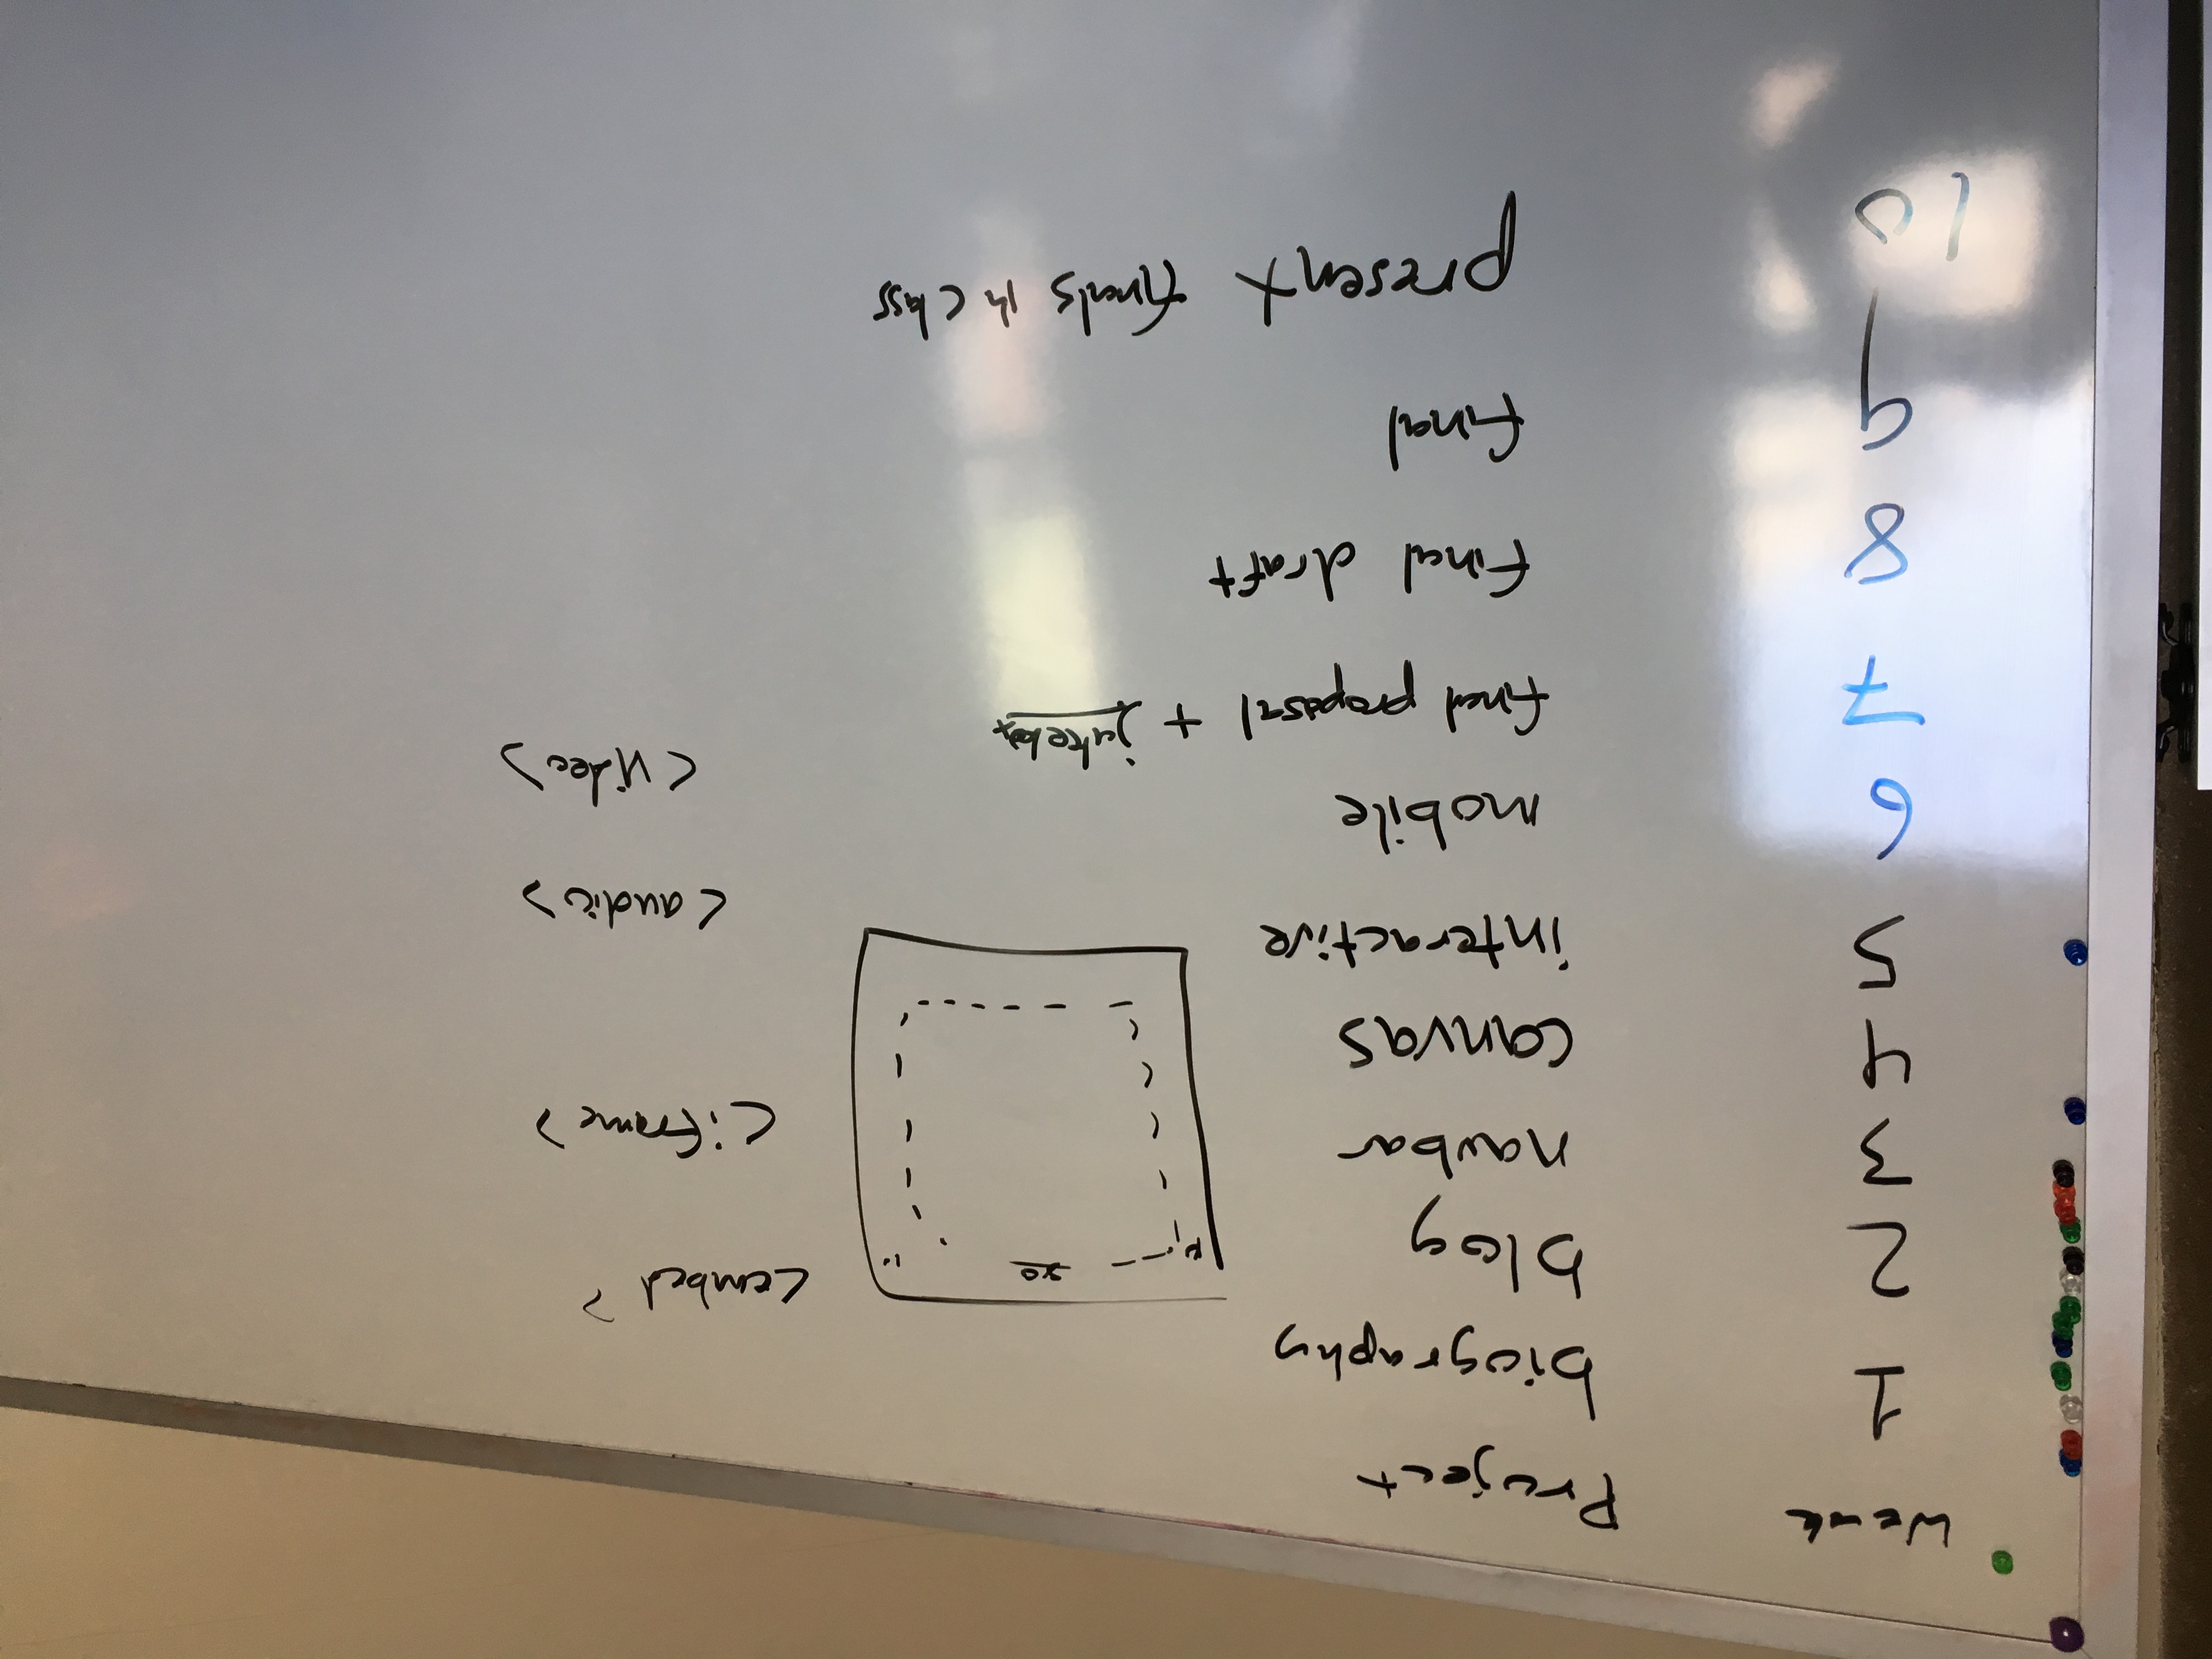 Week Project
1 biography
2 blog
3 navbar
4 canvas
5 interactive
6 mobile
7 final proposal + jukebox
8 final draft
9 final
10 present finals in class
10
<embed>
<iframe>
<audio>
<video>